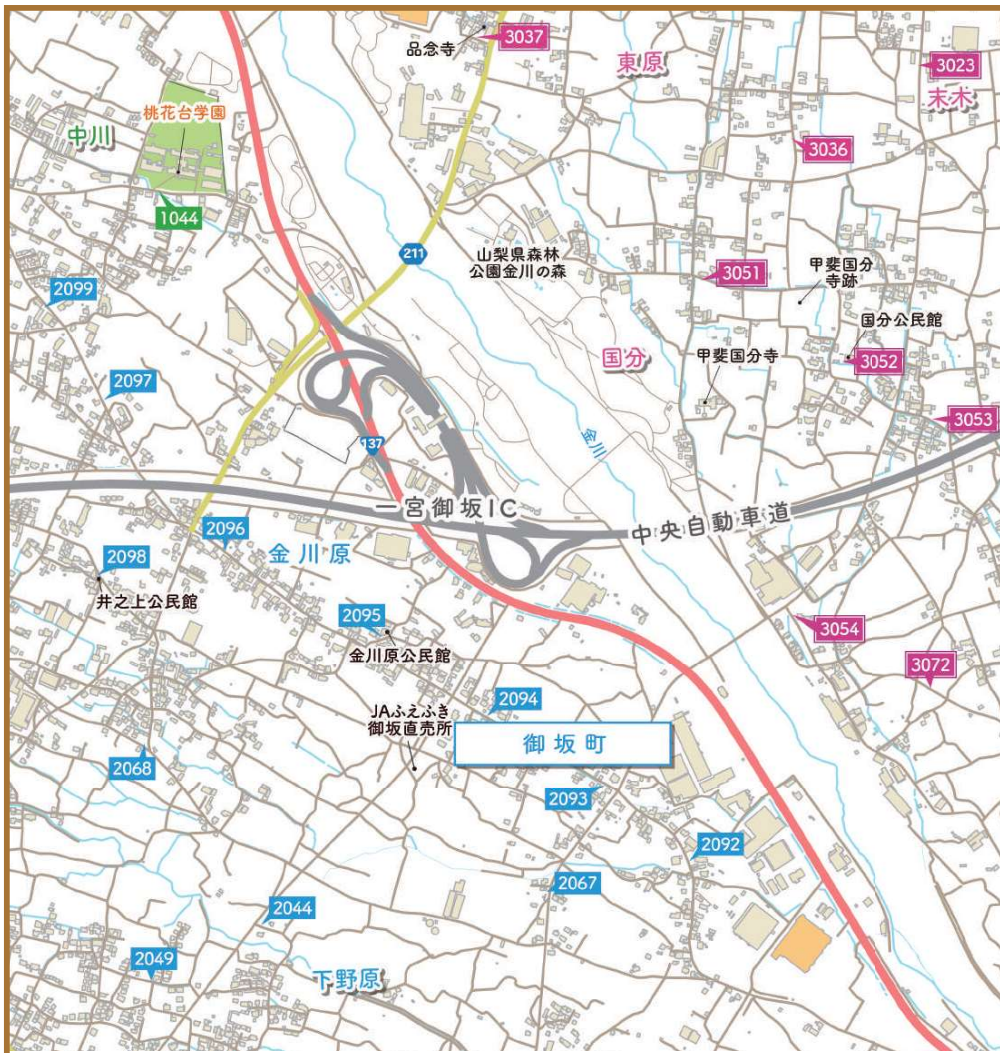 品念寺
3037
東原
3023
末木
桃花台学園
中川
3036
1044
211
山梨県森林
公園金川の森
3051
甲斐国分
寺跡
2099
国分公民館
国分
甲斐国分寺
3052
2097
3053
137
金川
一宮御坂IC
中央自動車道
2096
金川原
2098
井之上公民館
2095
金川原公民館
3054
3072
2094
JAふえふき
御坂直売所
御坂町
2068
2093
2092
2067
2044
2049
下野原